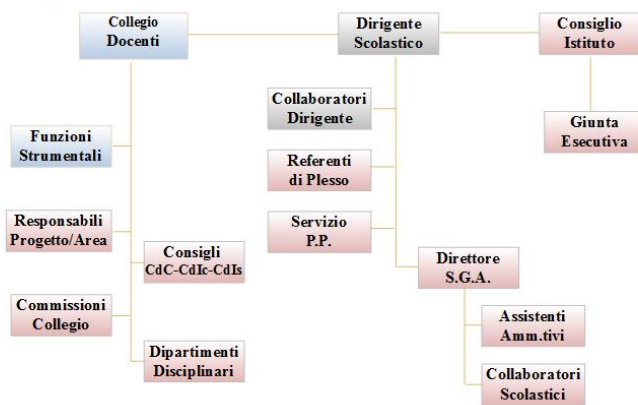 Collegio
Docenti
Dirigente
Scolastico
Consiglio
Istituto
Collaboratori
Dirigente
Giunta
Esecutiva
Funzioni
Strumentali
Referenti
di Plesso
Responsabili
Progetto/Area
Servizio
P.P.
Consigli
CdC-CdIc-CdIs
Direttore
S.G.A.
Commissioni
Collegio
Assistenti
Amm.tivi
Dipartimenti
Disciplinari
Collaboratori
Scolastici